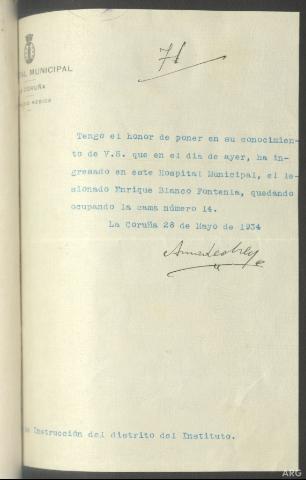 71
AL MUNICIPAL
CORUÑA
MÉDICA
Tengo el honor de poner en su conocimien-
to de V.S. que en el día de ayer, ha in-
gresado en este Hospital Municipal, el le-
sionado Enrique Blanco Fontenla, quedando
ocupando la cama número 14.
La Coruña 28 de Mayo de 1934
Instrucción del distrito del Instituto.
ARG